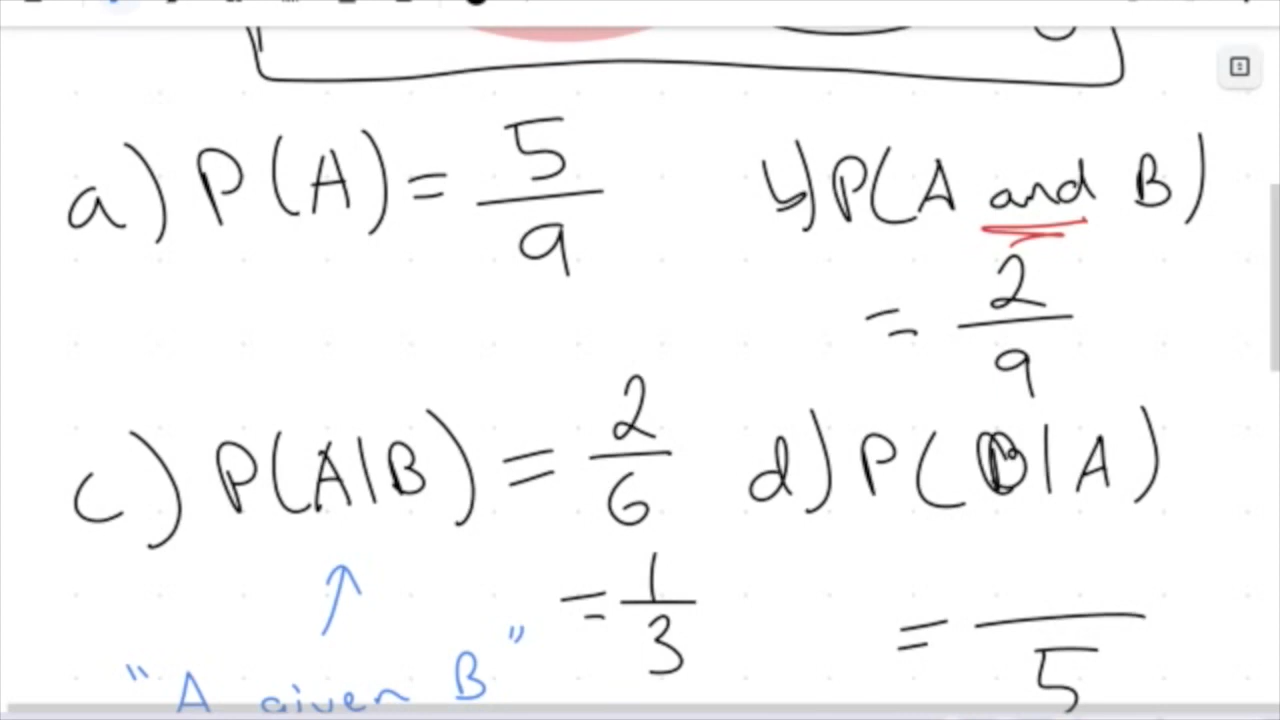 a) P(A) = 5/9
b) P(A and B)
= 2/9
c) P(A|B) = 2/6
= 1/3
d) P(B|A)
= /5
"A given B"